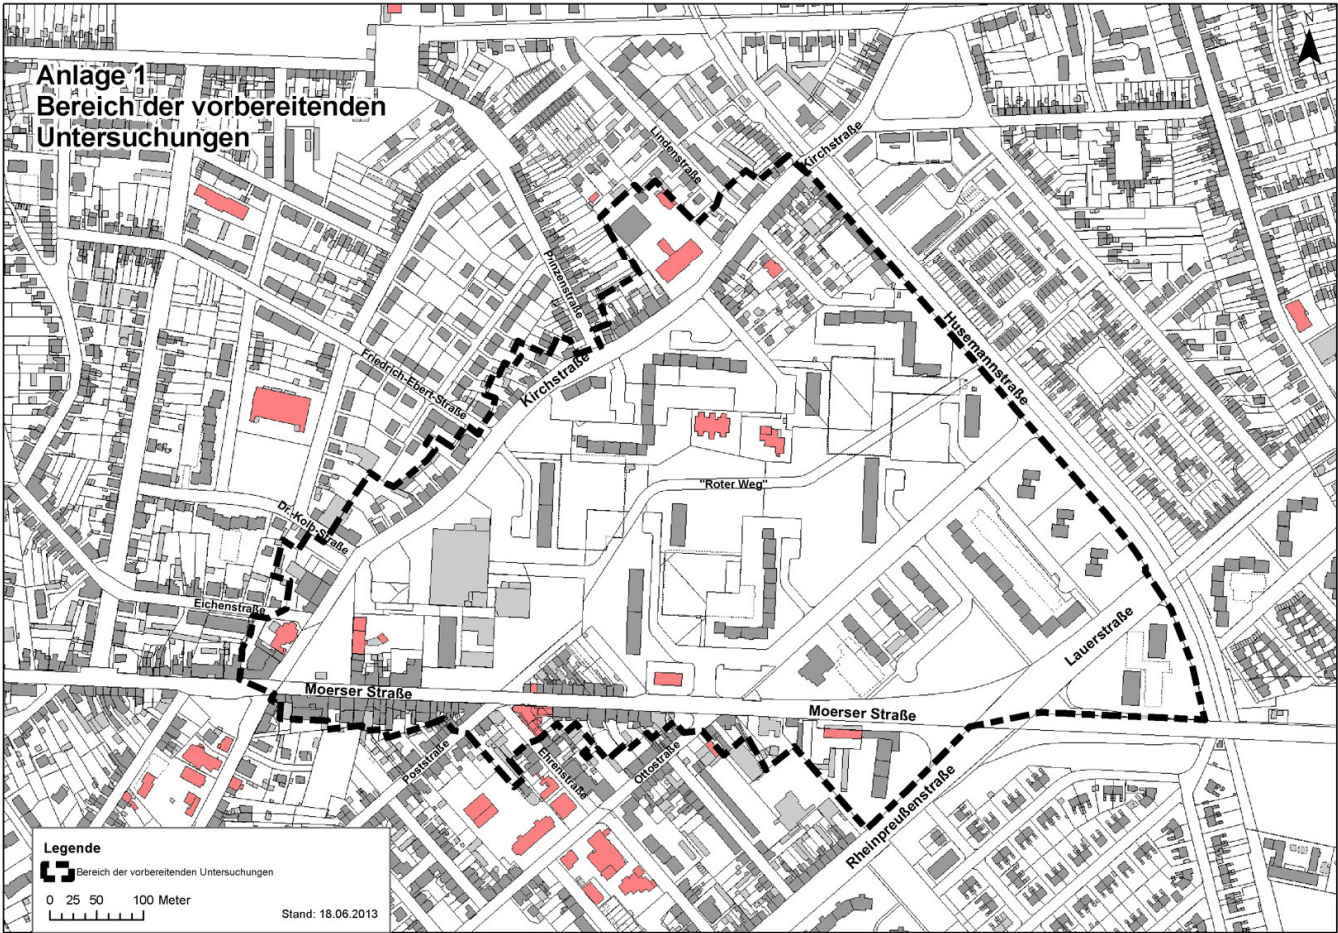 Anlage 1
Bereich der vorbereitenden
Untersuchungen
N
Kirchstraße
Lindenstraße
Prinzenstraße
Husemannstraße
Kirchstraße
Friedrich-Ebert-Straße
"Roter Weg"
Dr.-Kolb-Straße
Eichenstraße
Lauerstraße
Moerser Straße
Moerser Straße
Poststraße
Ehrenstraße
Ottostraße
Rheinpreußenstraße
Legende
Bereich der vorbereitenden Untersuchungen
0 25 50 100 Meter
Stand: 18.06.2013